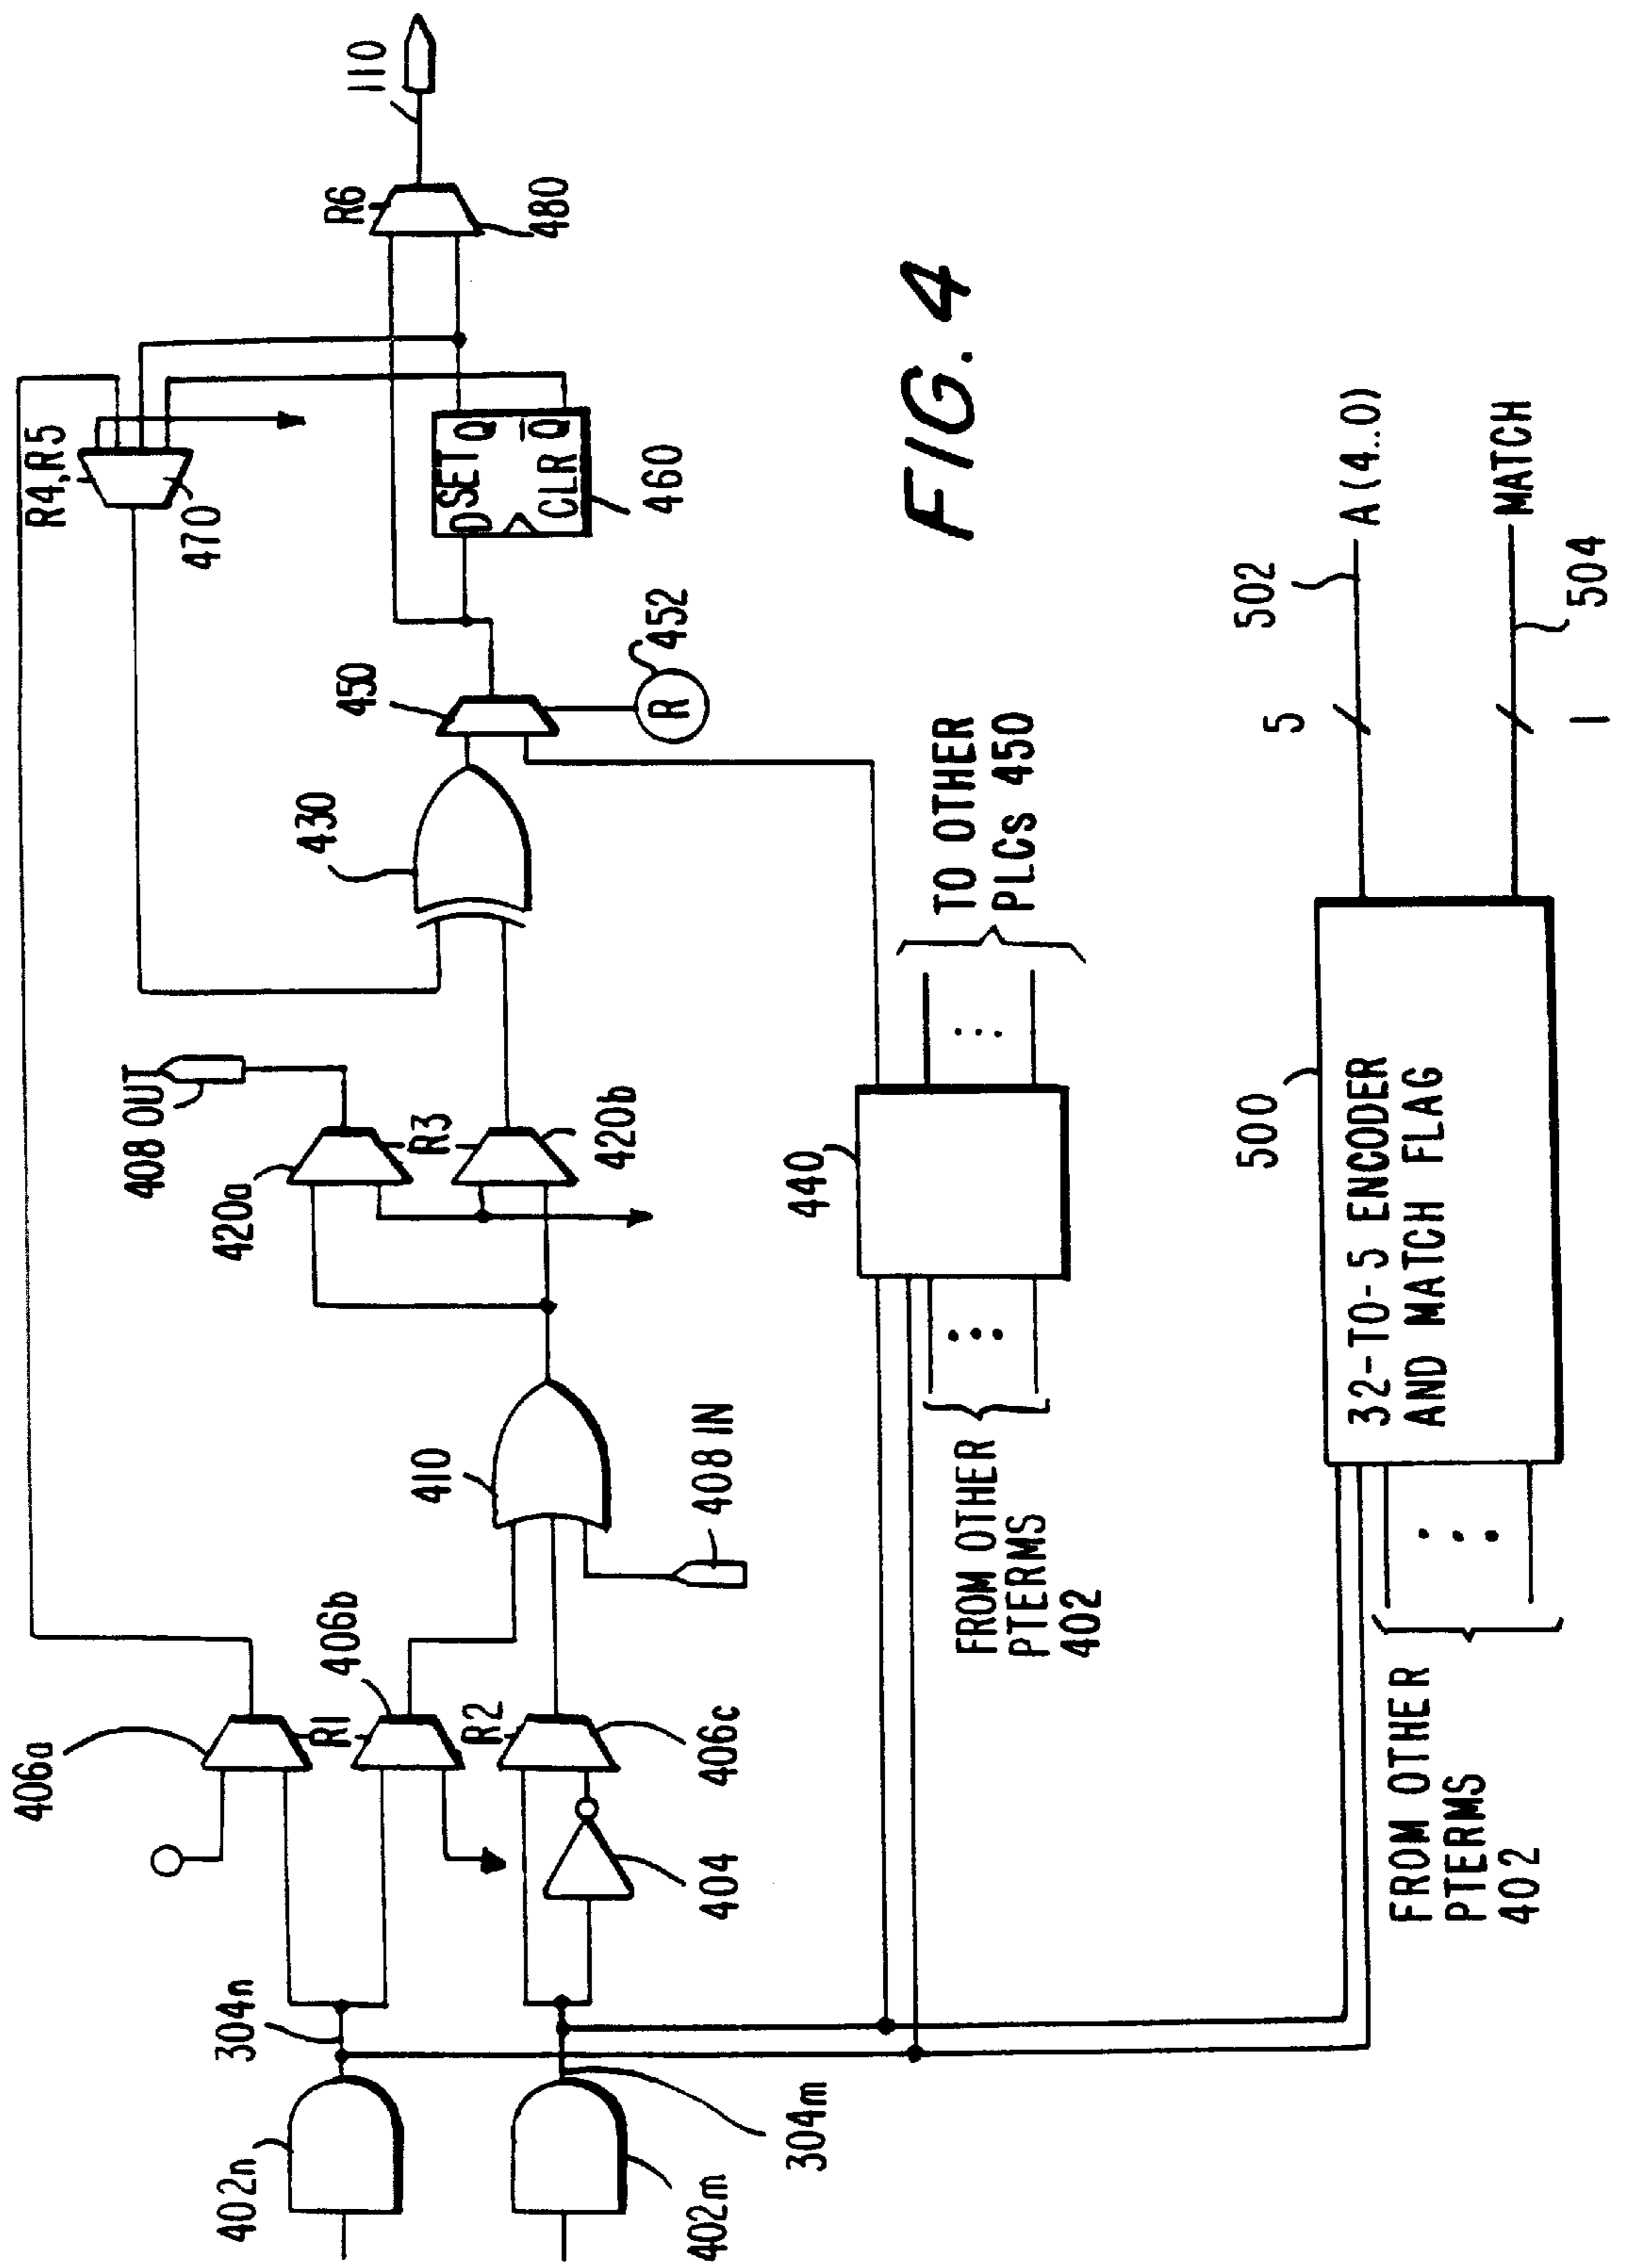 110
R6
480
R4,R5
470
D
SET
Q
CLR
Q
460
450
R
452
430
408 OUT
420a
R3
420b
410
408 IN
406a
R1
406b
R2
406c
404
304n
402n
402m
304m
440
TO OTHER
PLCs 450
FROM OTHER
PTERMS
402
500
32-TO-5 ENCODER
AND MATCH FLAG
FROM OTHER
PTERMS
402
5
502
A(4..0)
1
504
MATCH
FIG. 4